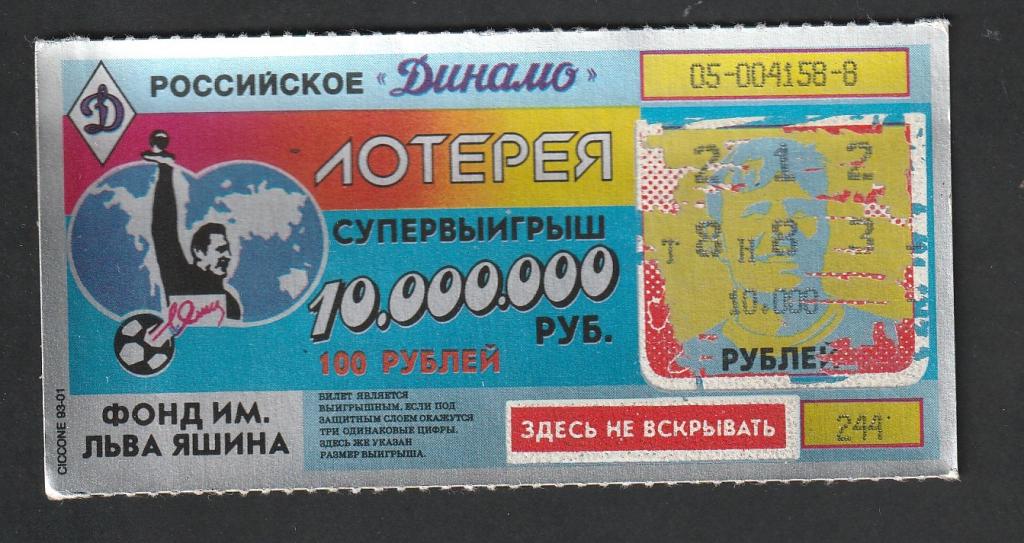 Д
РОССИЙСКОЕ «Динамо»
05-004158-8
ЛОТЕРЕЯ
СУПЕРВЫИГРЫШ
10.000.000
РУБ.
100 РУБЛЕЙ
2 1 2
Т 8 Н 8 3
10.000
РУБЛЕЙ
CICCONE 93-01
ФОНД ИМ.
ЛЬВА ЯШИНА
БИЛЕТ ЯВЛЯЕТСЯ
ВЫИГРЫШНЫМ, ЕСЛИ ПОД
ЗАЩИТНЫМ СЛОЕМ ОКАЖУТСЯ
ТРИ ОДИНАКОВЫЕ ЦИФРЫ.
ЗДЕСЬ ЖЕ УКАЗАН
РАЗМЕР ВЫИГРЫША.
ЗДЕСЬ НЕ ВСКРЫВАТЬ
244